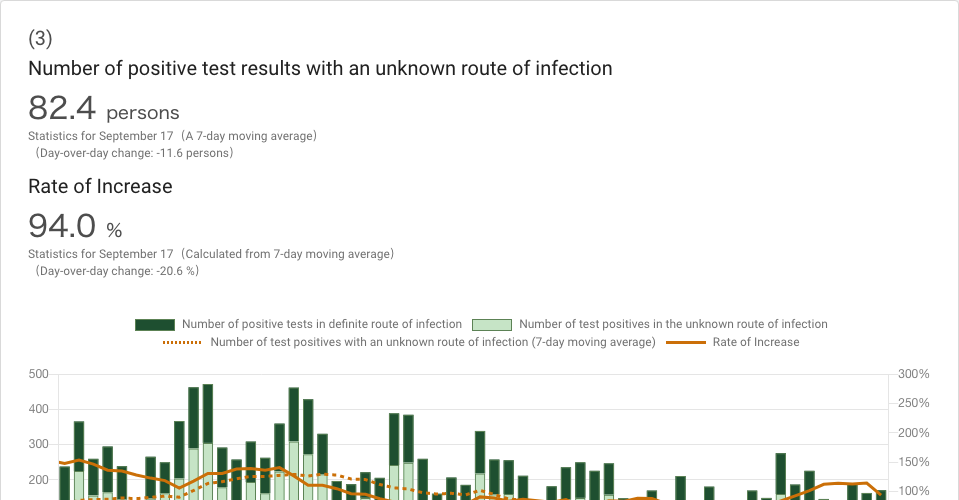 (3)
Number of positive test results with an unknown route of infection
82.4 persons
Statistics for September 17（A 7-day moving average）
（Day-over-day change: -11.6 persons）
Rate of Increase
94.0 %
Statistics for September 17（Calculated from 7-day moving average）
（Day-over-day change: -20.6 %）
Number of positive tests in definite route of infection Number of test positives in the unknown route of infection
Number of test positives with an unknown route of infection (7-day moving average) Rate of Increase
500 300%
400 250%
300 200%
200 150%
100%